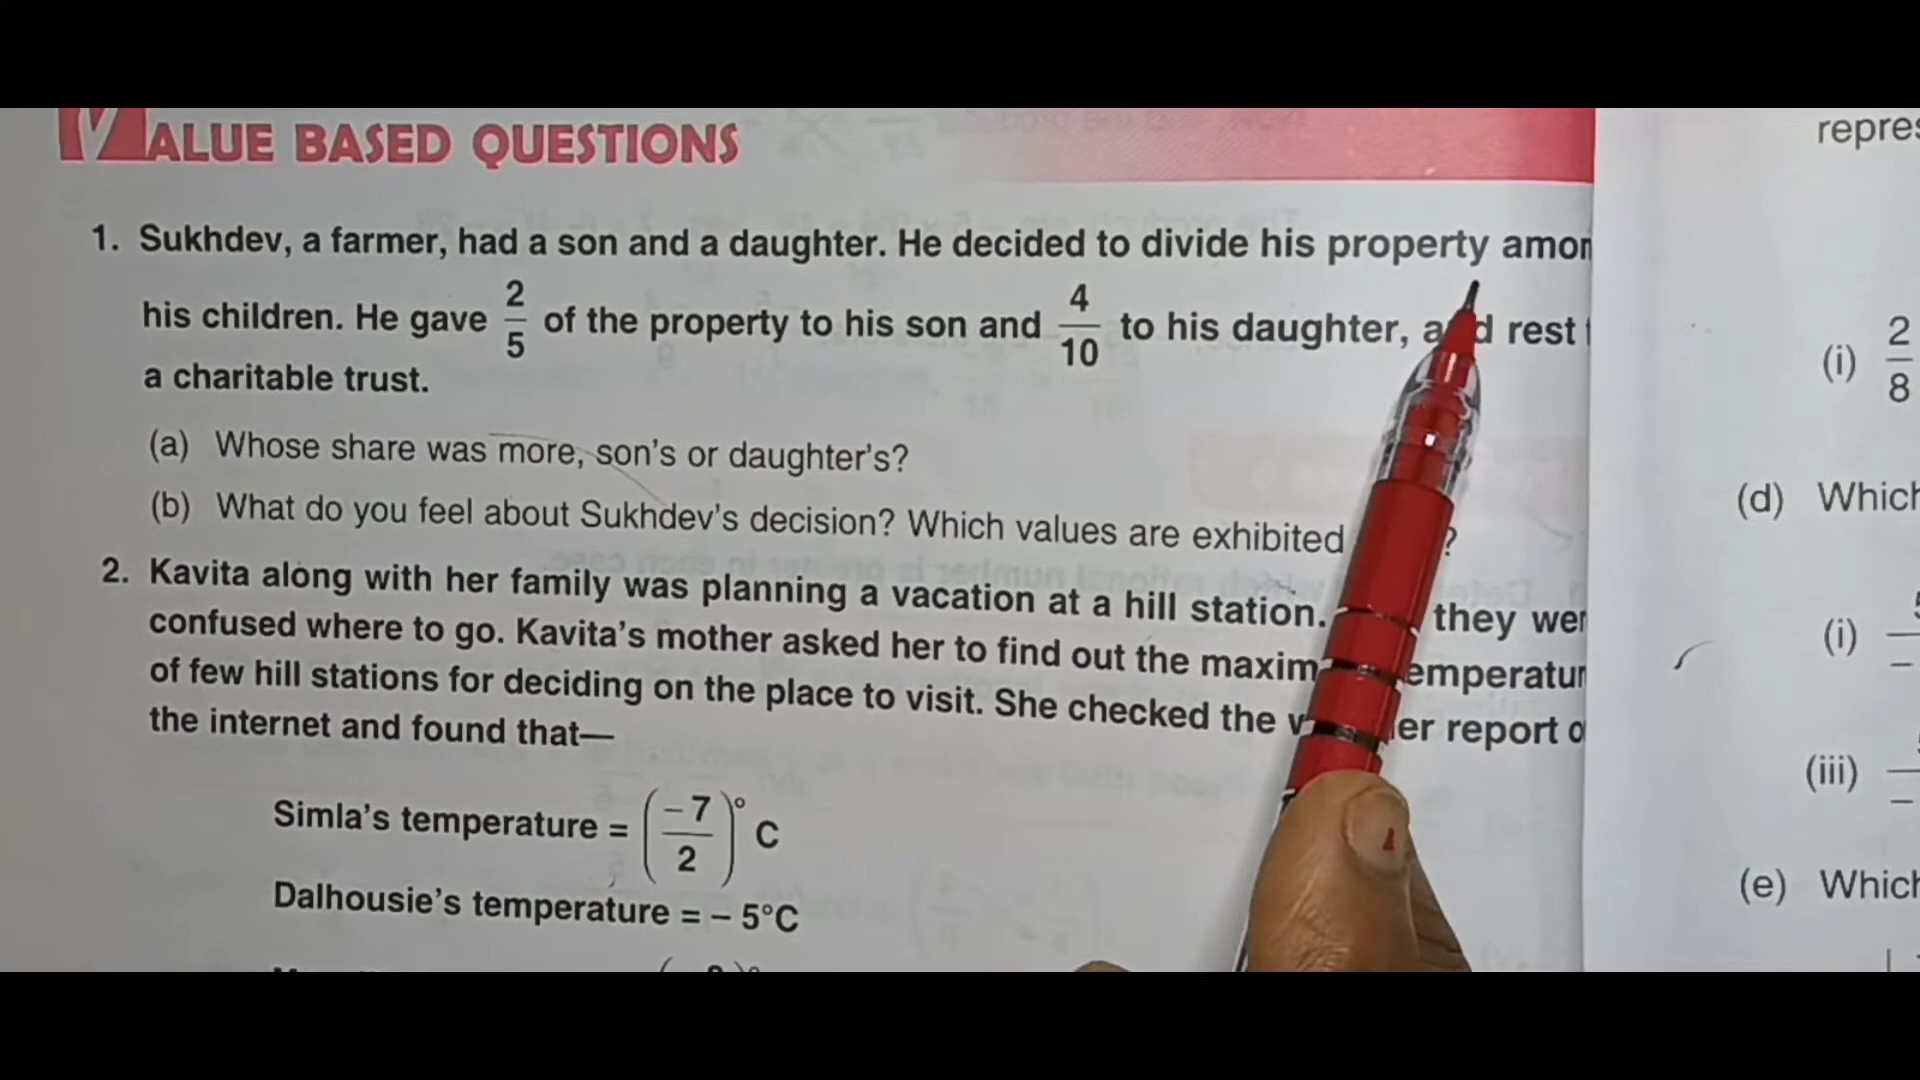 VALUE BASED QUESTIONS
1. Sukhdev, a farmer, had a son and a daughter. He decided to divide his property amon
his children. He gave 2/5 of the property to his son and 4/10 to his daughter, and rest
a charitable trust.
(a) Whose share was more, son's or daughter's?
(b) What do you feel about Sukhdev's decision? Which values are exhibited ?
2. Kavita along with her family was planning a vacation at a hill station. they wer
confused where to go. Kavita's mother asked her to find out the maxim emperatur
of few hill stations for deciding on the place to visit. She checked the er report o
the internet and found that—
Simla's temperature = (-7/2)° C
Dalhousie's temperature = – 5°C
repres
(i) 2/8
(d) Which
(i)
(iii)
(e) Which